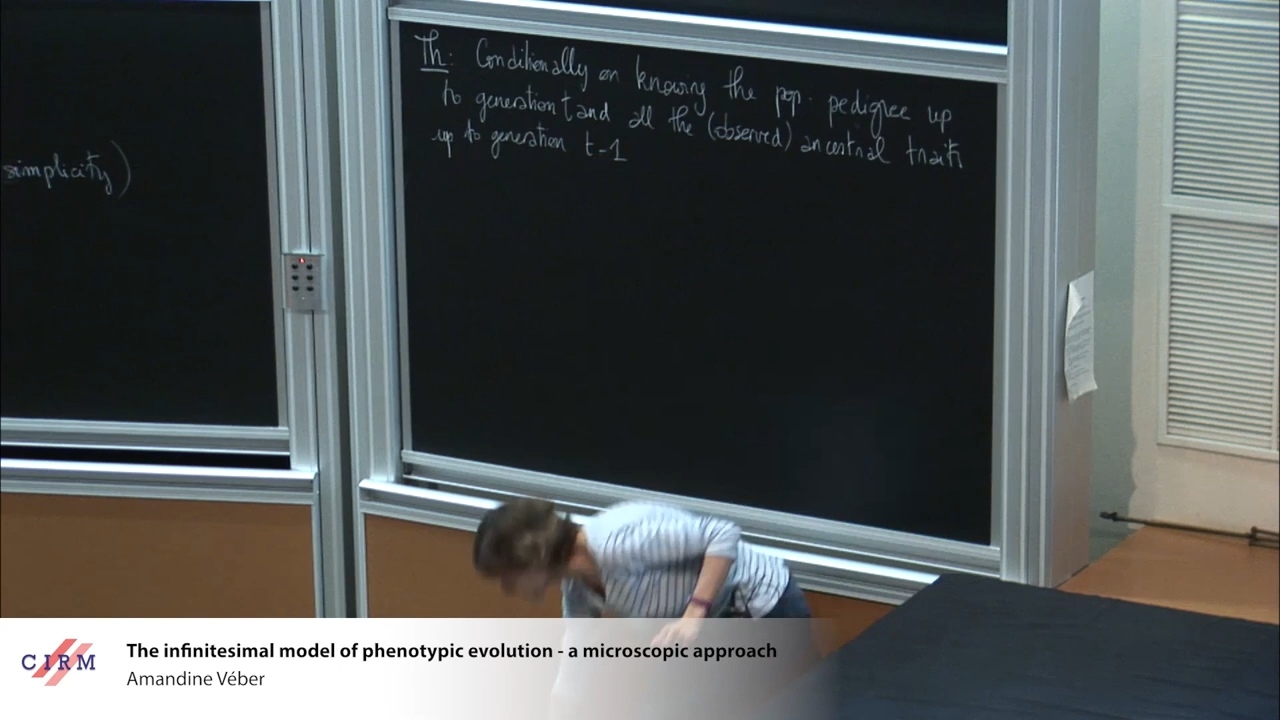 simplicity)
Th: Conditionally on knowing the pop. pedigree up
to generation t and all the (observed) ancestral traits
up to generation t-1
CIRM
The infinitesimal model of phenotypic evolution - a microscopic approach
Amandine Véber